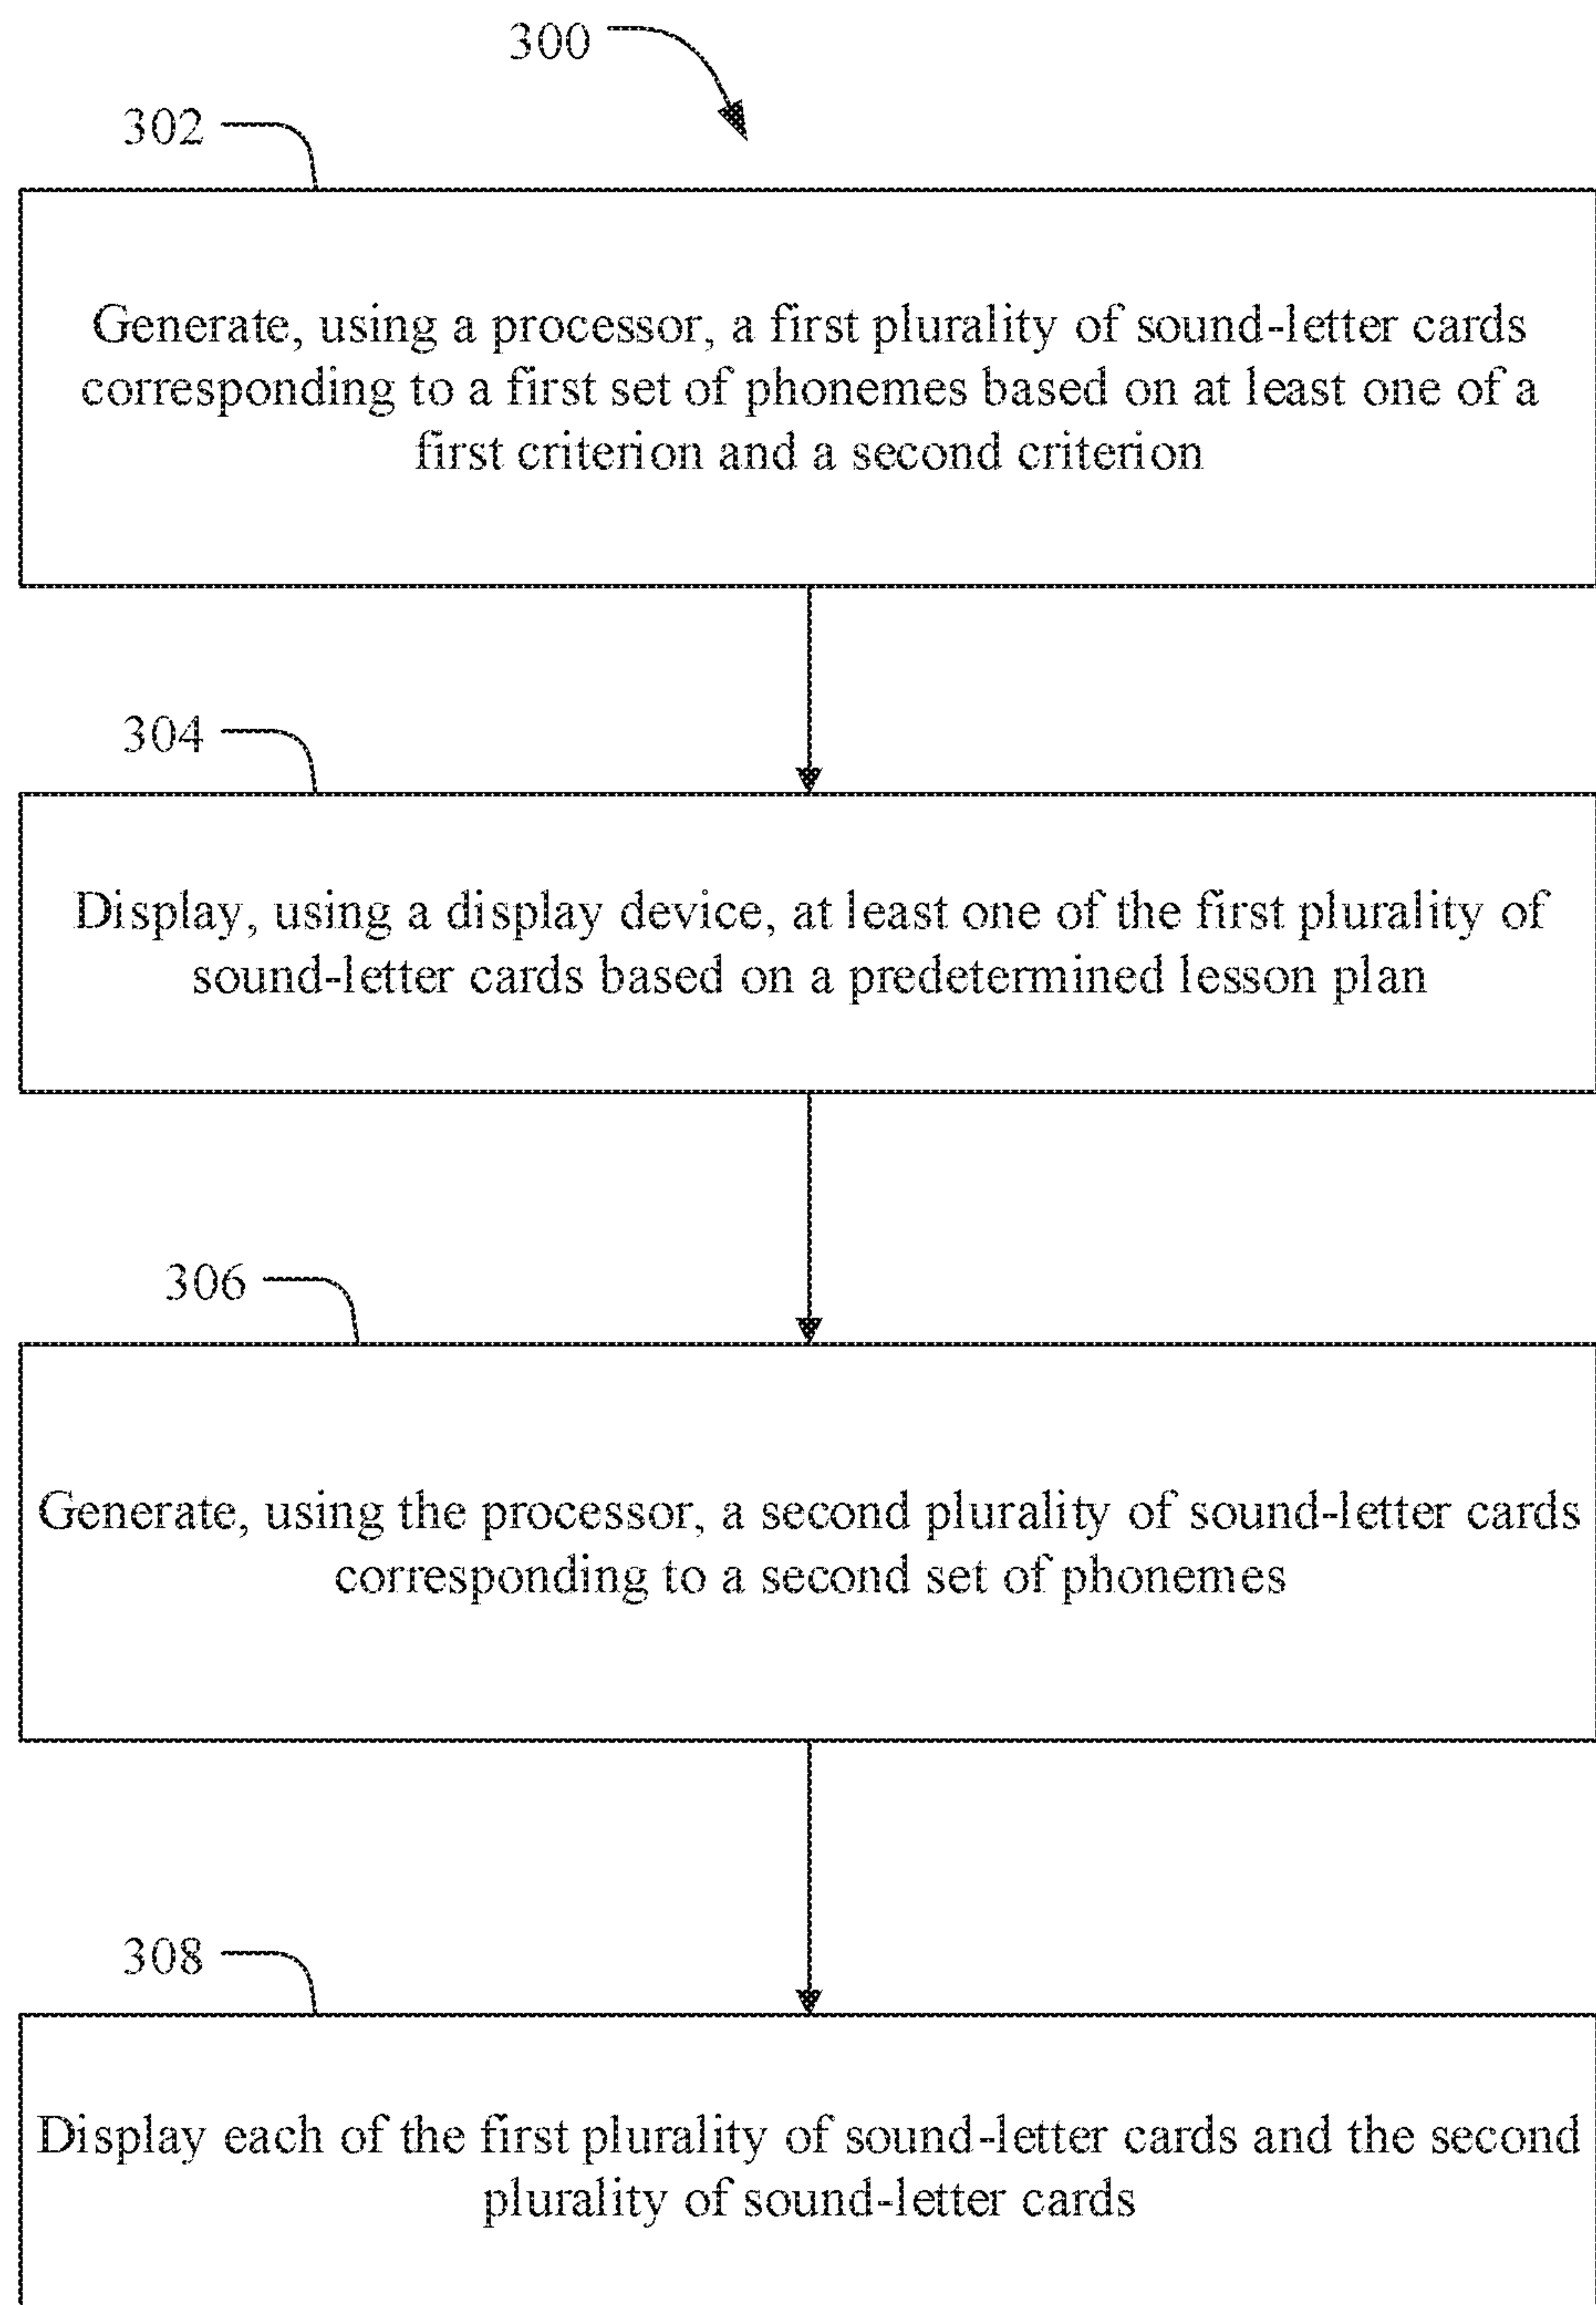 300
302
Generate, using a processor, a first plurality of sound-letter cards
corresponding to a first set of phonemes based on at least one of a
first criterion and a second criterion
304
Display, using a display device, at least one of the first plurality of
sound-letter cards based on a predetermined lesson plan
306
Generate, using the processor, a second plurality of sound-letter cards
corresponding to a second set of phonemes
308
Display each of the first plurality of sound-letter cards and the second
plurality of sound-letter cards